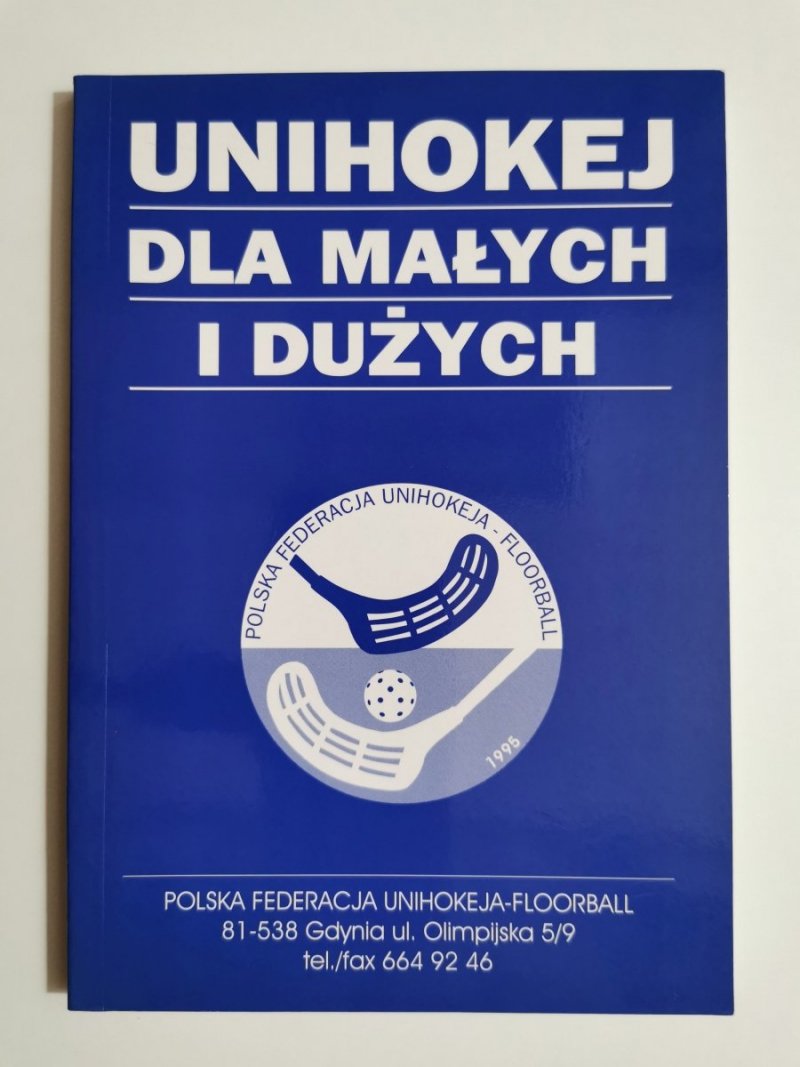 UNIHOKEJ
DLA MAŁYCH
I DUŻYCH
POLSKA FEDERACJA UNIHOKEJA - FLOORBALL
1995
POLSKA FEDERACJA UNIHOKEJA-FLOORBALL
81-538 Gdynia ul. Olimpijska 5/9
tel./fax 664 92 46